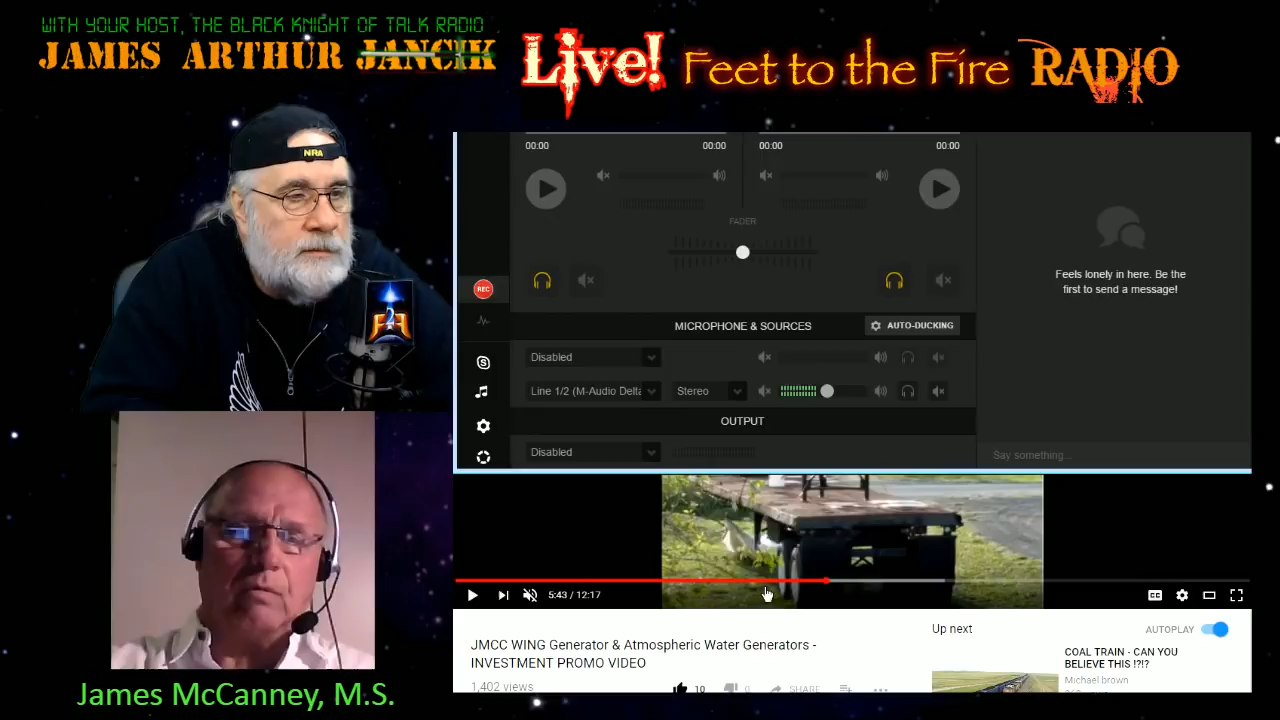 WITH YOUR HOST, THE BLACK KNIGHT OF TALK RADIO
JAMES ARTHUR JANCIK
Live! Feet to the Fire RADIO
NRA
F2F
James McCanney, M.S.
00:00 00:00 00:00 00:00
FADER
REC
MICROPHONE & SOURCES AUTO-DUCKING
Disabled
Line 1/2 (M-Audio Delta Stereo
OUTPUT
Disabled
Feels lonely in here. Be the
first to send a message!
Say something...
5:43 / 12:17
CC
JMCC WING Generator & Atmospheric Water Generators -
INVESTMENT PROMO VIDEO
1,402 views
10 0 SHARE
Up next AUTOPLAY
COAL TRAIN - CAN YOU
BELIEVE THIS !?!?
Michael brown